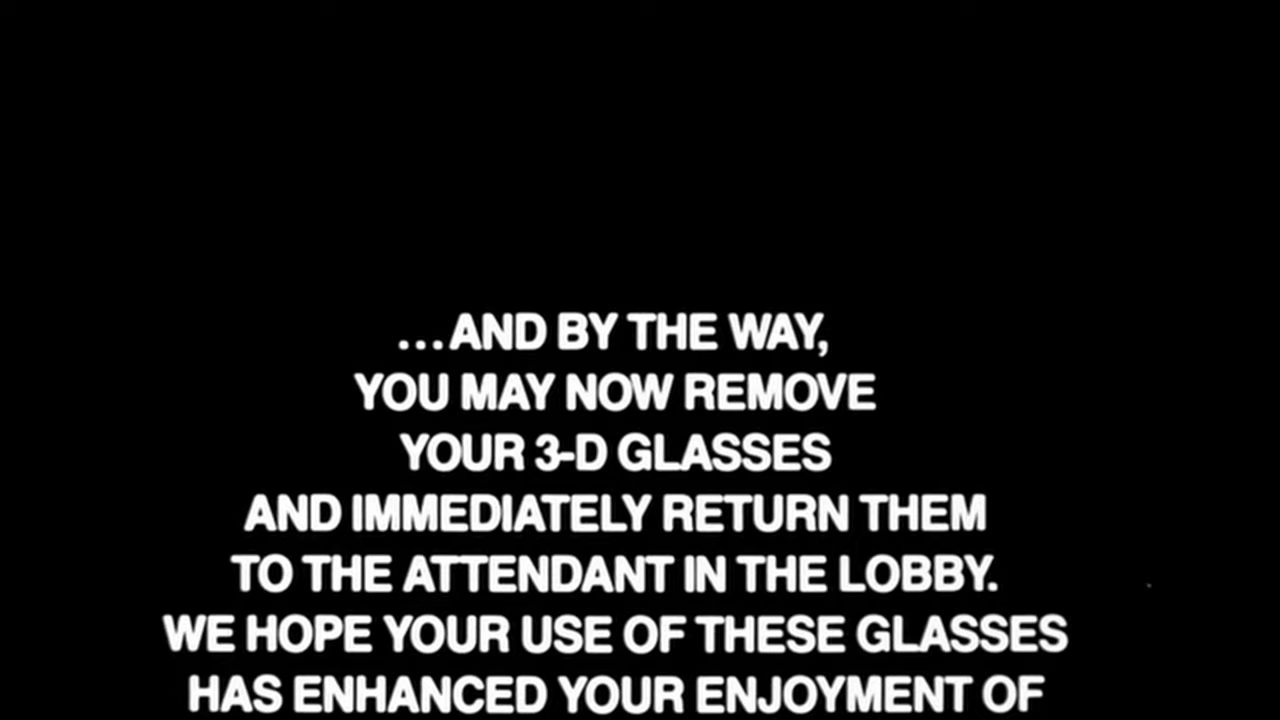 ...AND BY THE WAY,
YOU MAY NOW REMOVE
YOUR 3-D GLASSES
AND IMMEDIATELY RETURN THEM
TO THE ATTENDANT IN THE LOBBY.
WE HOPE YOUR USE OF THESE GLASSES
HAS ENHANCED YOUR ENJOYMENT OF